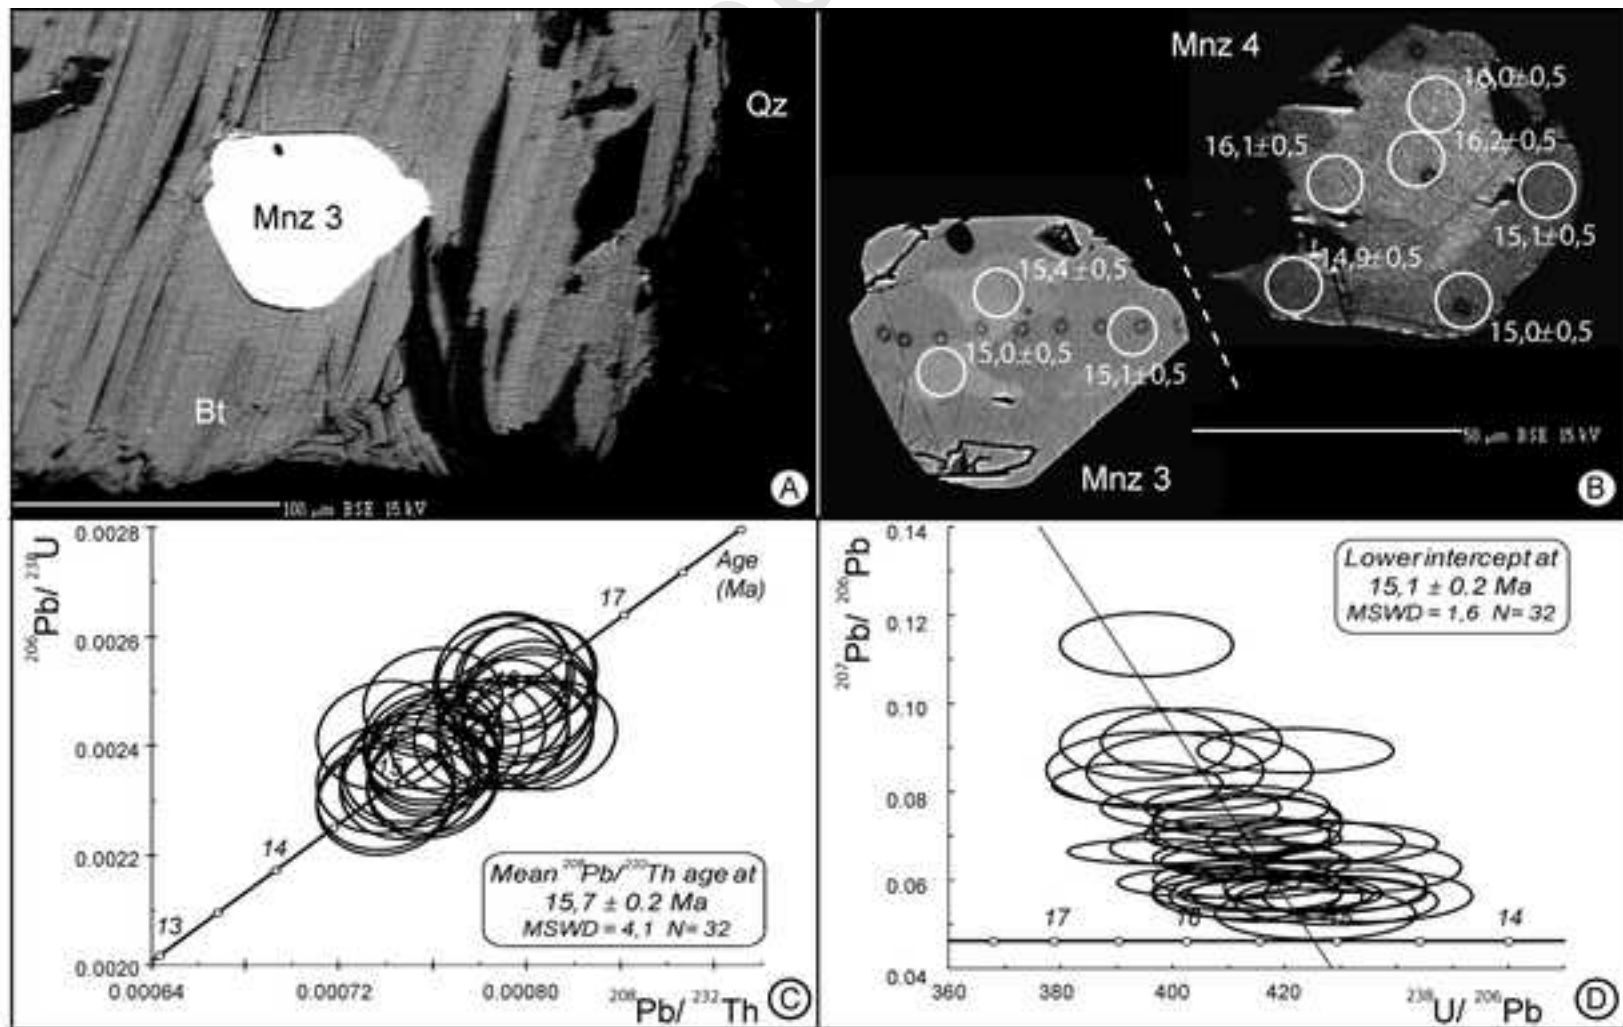 Qz
Mnz 3
Bt
100 µm BSE 15 kV
A
Mnz 4
16,0±0,5
16,2±0,5
16,1±0,5
15,1±0,5
14,9±0,5
15,0±0,5
15,4±0,5
15,0±0,5
15,1±0,5
50 µm BSE 15 kV
Mnz 3
B
206Pb/ 238U
0.0028
0.0026
0.0024
0.0022
0.0020
Age
(Ma)
17
16
15
14
13
Mean 208Pb/232Th age at
15,7 ± 0.2 Ma
MSWD = 4,1 N= 32
0.00064
0.00072
0.00080
208Pb/ 232Th
C
207Pb/ 206Pb
0.14
0.12
0.10
0.08
0.06
0.04
Lower intercept at
15,1 ± 0.2 Ma
MSWD = 1,6 N= 32
17
16
15
14
360
380
400
420
238U/ 206Pb
D